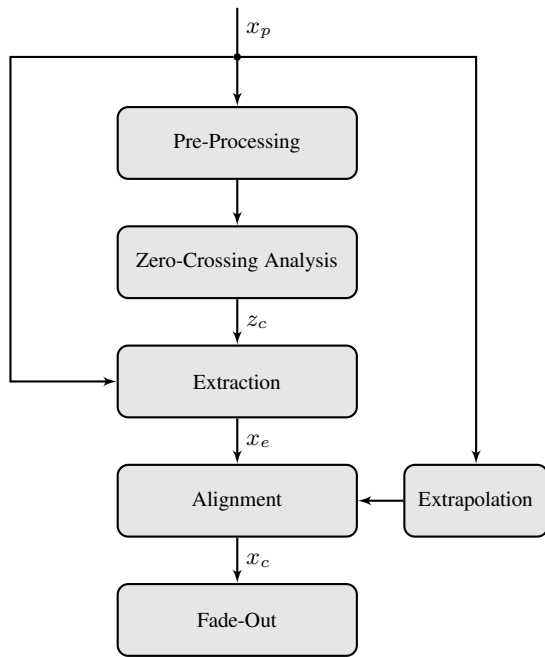 x_p
Pre-Processing
Zero-Crossing Analysis
z_c
Extraction
x_e
Alignment
Extrapolation
x_c
Fade-Out